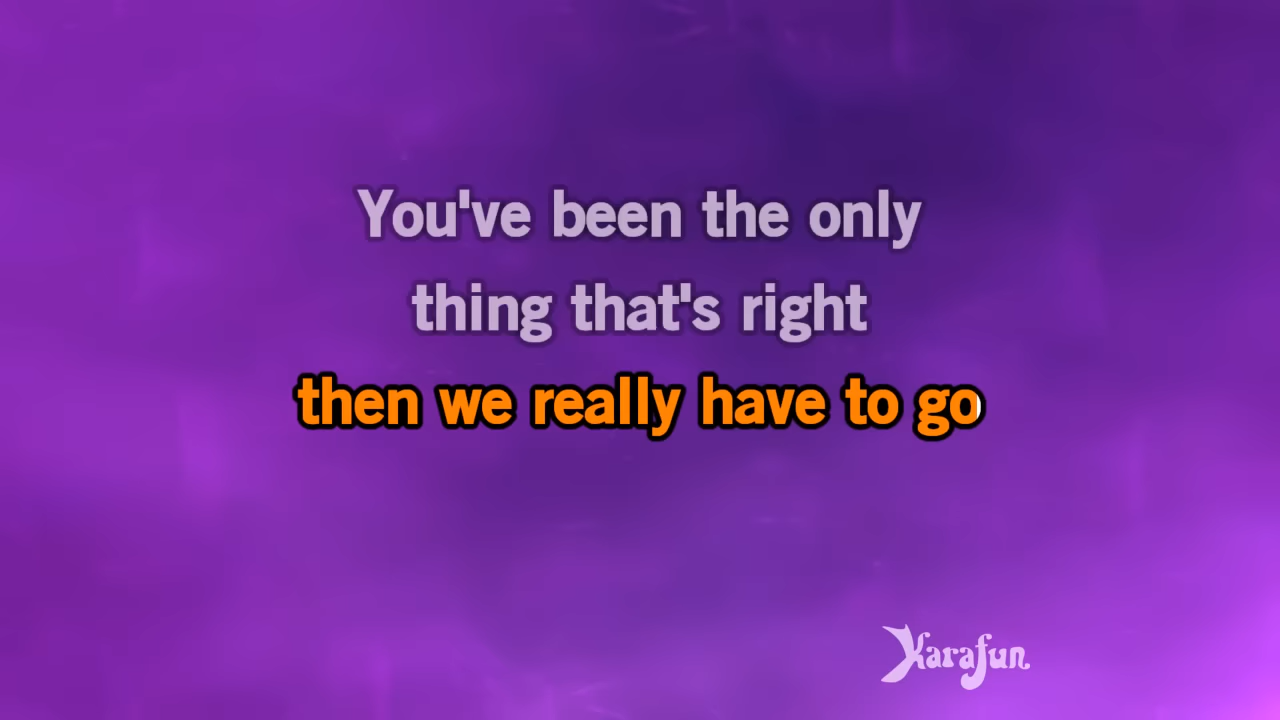 You've been the only
thing that's right
then we really have to go
Karafun